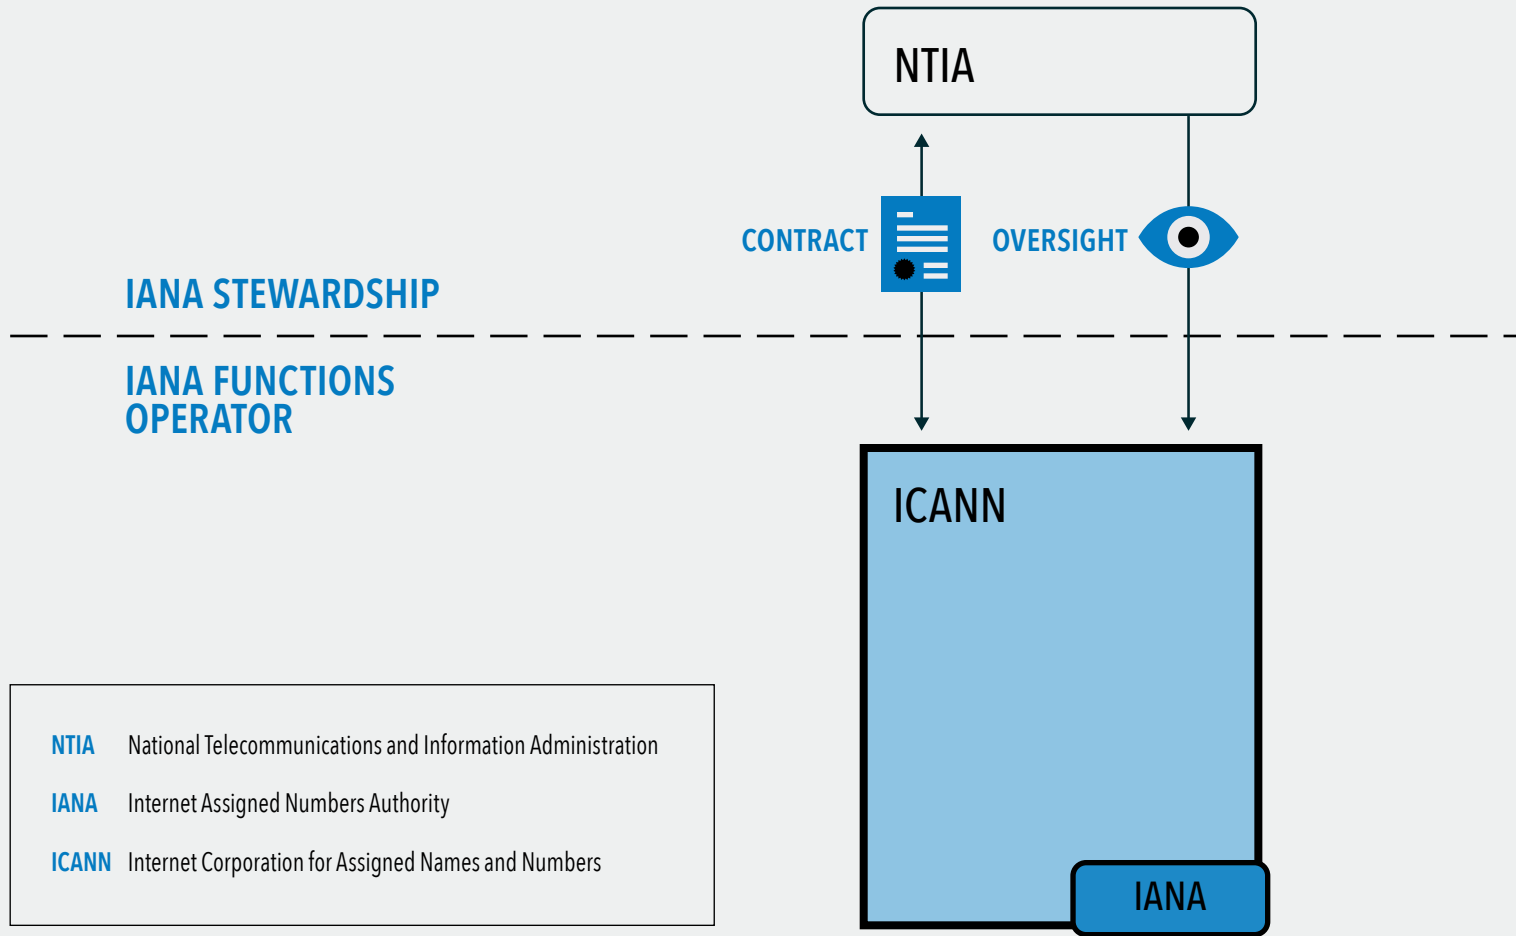 NTIA
CONTRACT
OVERSIGHT
IANA STEWARDSHIP
IANA FUNCTIONS
OPERATOR
ICANN
NTIA National Telecommunications and Information Administration
IANA Internet Assigned Numbers Authority
ICANN Internet Corporation for Assigned Names and Numbers
IANA